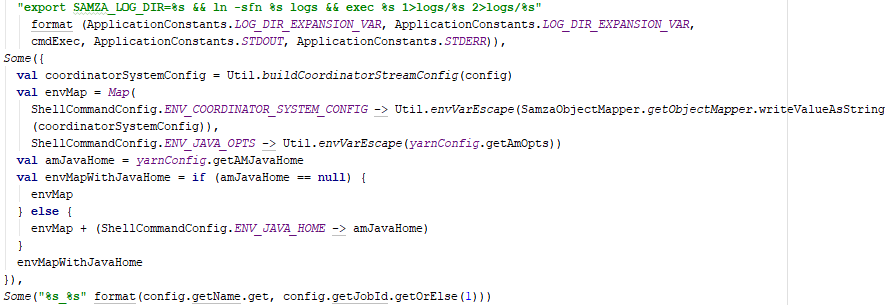 "export SAMZA_LOG_DIR=%s && ln -sfn %s logs && exec %s 1>logs/%s 2>logs/%s"
format (ApplicationConstants.LOG_DIR_EXPANSION_VAR, ApplicationConstants.LOG_DIR_EXPANSION_VAR,
cmdExec, ApplicationConstants.STDOUT, ApplicationConstants.STDERR)),
Some({
val coordinatorSystemConfig = Util.buildCoordinatorStreamConfig(config)
val envMap = Map(
ShellCommandConfig.ENV_COORDINATOR_SYSTEM_CONFIG -> Util.envVarEscape(SamzaObjectMapper.getObjectMapper.writeValueAsString
(coordinatorSystemConfig)),
ShellCommandConfig.ENV_JAVA_OPTS -> Util.envVarEscape(yarnConfig.getAmOpts))
val amJavaHome = yarnConfig.getAMJavaHome
val envMapWithJavaHome = if (amJavaHome == null) {
envMap
} else {
envMap + (ShellCommandConfig.ENV_JAVA_HOME -> amJavaHome)
}
envMapWithJavaHome
}),
Some("%s_%s" format(config.getName.get, config.getJobId.getOrElse(1)))